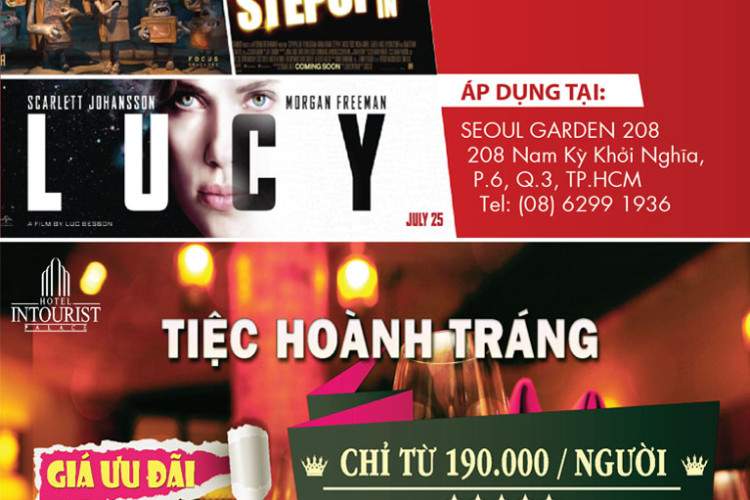 FOCUS
STEPUP
IN
COMING SOON
SCARLETT JOHANSSON
MORGAN FREEMAN
LUCY
A FILM BY LUC BESSON
JULY 25
ÁP DỤNG TẠI:
SEOUL GARDEN 208
208 Nam Kỳ Khởi Nghĩa,
P.6, Q.3, TP.HCM
Tel: (08) 6299 1936
HOTEL
INTOURIST
PALACE
TIỆC HOÀNH TRÁNG
GIÁ ƯU ĐÃI
CHỈ TỪ 190.000 / NGƯỜI